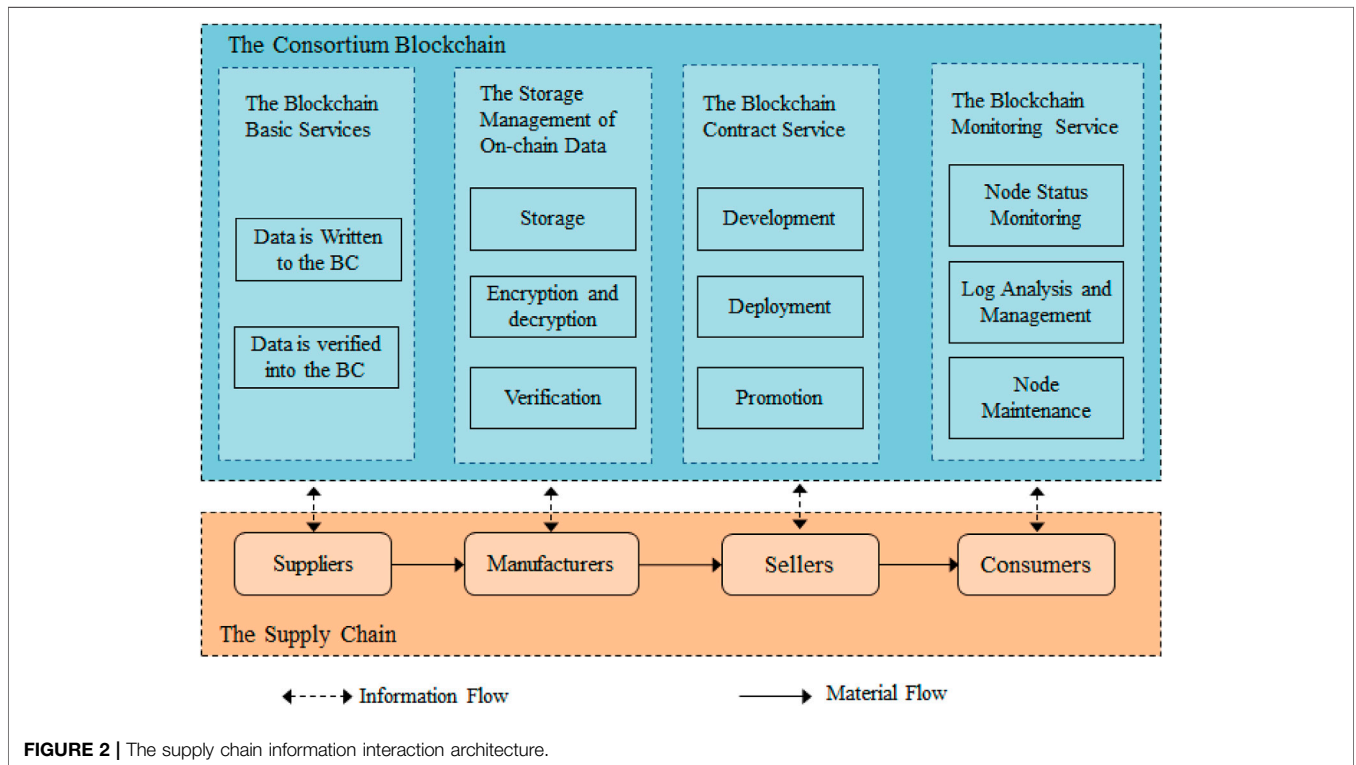 The Consortium Blockchain
The Blockchain
Basic Services
Data is Written
to the BC
Data is verified
into the BC
The Storage
Management of
On-chain Data
Storage
Encryption and
decryption
Verification
The Blockchain
Contract Service
Development
Deployment
Promotion
The Blockchain
Monitoring Service
Node Status
Monitoring
Log Analysis and
Management
Node
Maintenance
Suppliers
Manufacturers
Sellers
Consumers
The Supply Chain
Information Flow
Material Flow
FIGURE 2 | The supply chain information interaction architecture.